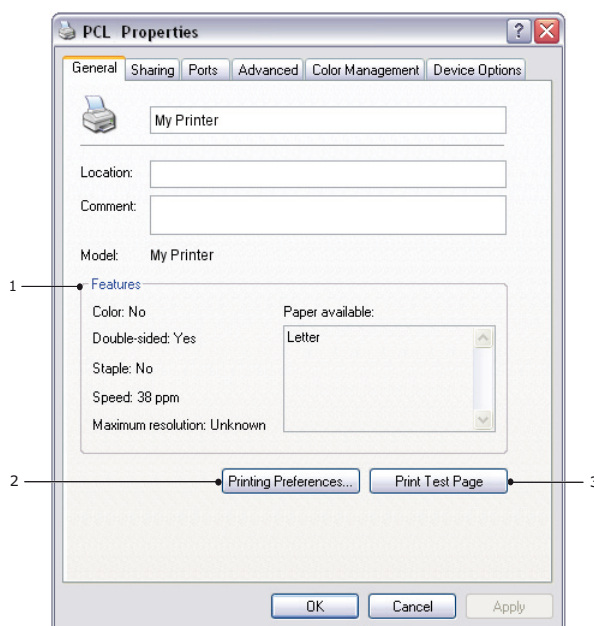 PCL Properties
General Sharing Ports Advanced Color Management Device Options
My Printer
Location:
Comment:
Model: My Printer
1
Features
Color: No Paper available:
Double-sided: Yes Letter
Staple: No
Speed: 38 ppm
Maximum resolution: Unknown
2 Printing Preferences... Print Test Page 3
OK Cancel Apply